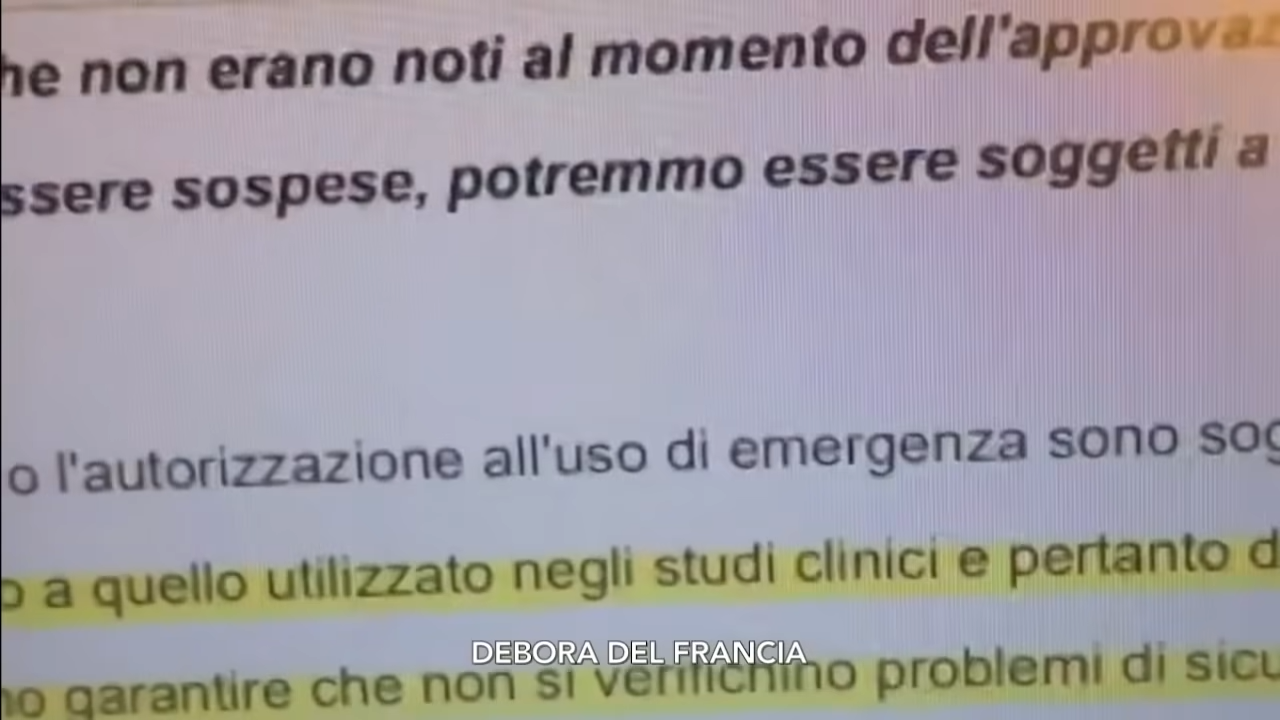 he non erano noti al momento dell'approvaz
ssere sospese, potremmo essere soggetti a
o l'autorizzazione all'uso di emergenza sono sog
o a quello utilizzato negli studi clinici e pertanto d
no garantire che non si verifichino problemi di sicu
DEBORA DEL FRANCIA